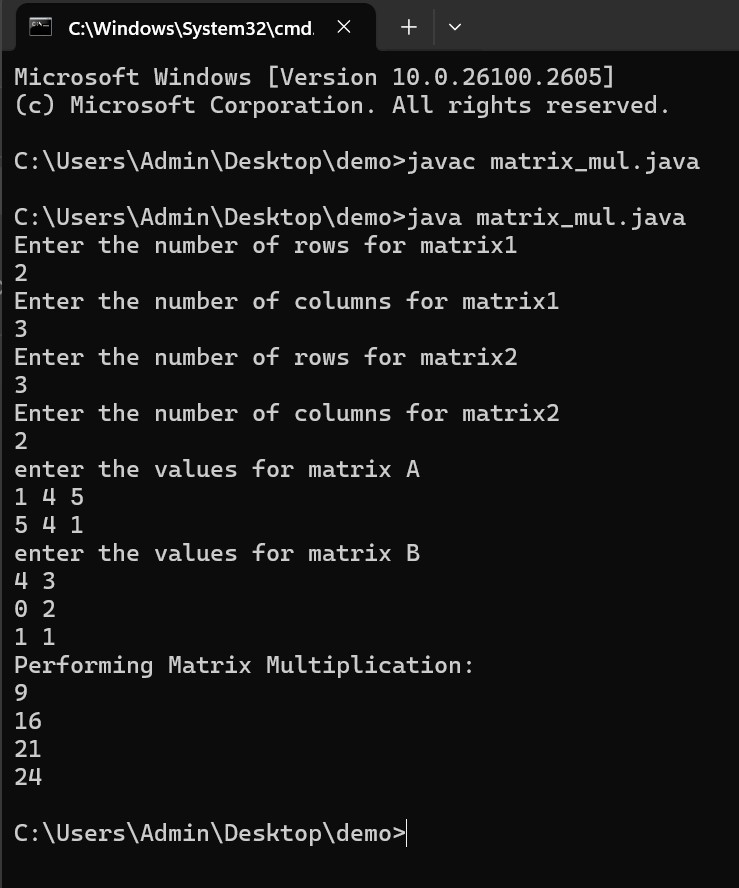 C:\Windows\System32\cmd.
Microsoft Windows [Version 10.0.26100.2605]
(c) Microsoft Corporation. All rights reserved.
C:\Users\Admin\Desktop\demo>javac matrix_mul.java
C:\Users\Admin\Desktop\demo>java matrix_mul.java
Enter the number of rows for matrix1
2
Enter the number of columns for matrix1
3
Enter the number of rows for matrix2
3
Enter the number of columns for matrix2
2
enter the values for matrix A
1 4 5
5 4 1
enter the values for matrix B
4 3
0 2
1 1
Performing Matrix Multiplication:
9
16
21
24
C:\Users\Admin\Desktop\demo>